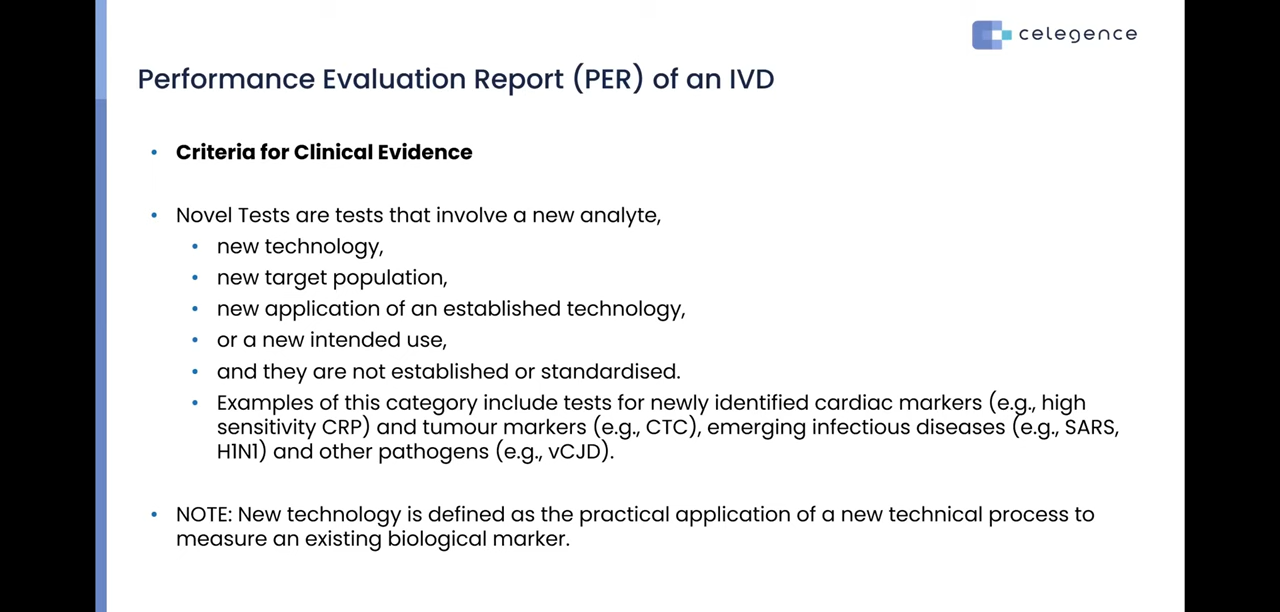 celegence
Performance Evaluation Report (PER) of an IVD
• Criteria for Clinical Evidence
• Novel Tests are tests that involve a new analyte,
• new technology,
• new target population,
• new application of an established technology,
• or a new intended use,
• and they are not established or standardised.
• Examples of this category include tests for newly identified cardiac markers (e.g., high
sensitivity CRP) and tumour markers (e.g., CTC), emerging infectious diseases (e.g., SARS,
H1N1) and other pathogens (e.g., vCJD).
• NOTE: New technology is defined as the practical application of a new technical process to
measure an existing biological marker.